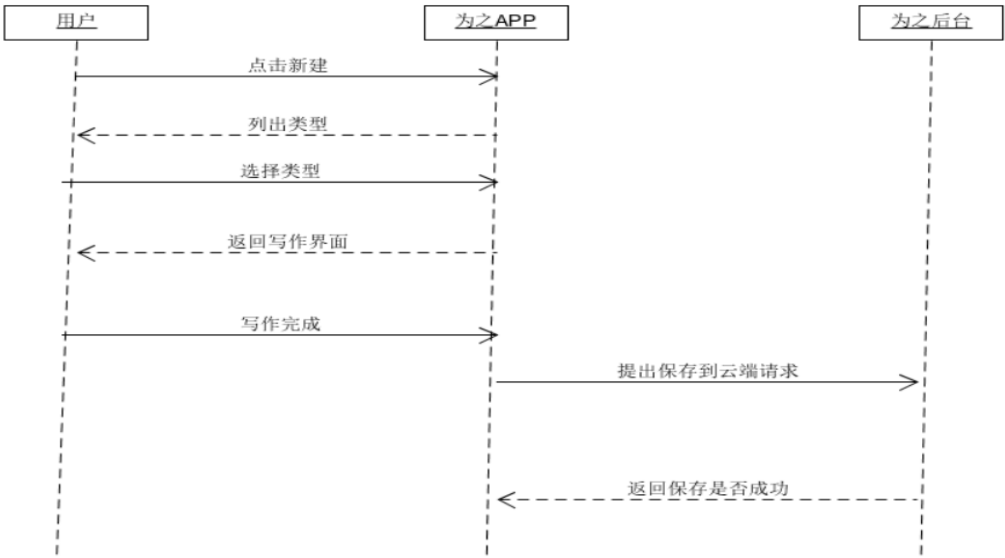 用户
为之APP
为之后台
点击新建
列出类型
选择类型
返回写作界面
写作完成
提出保存到云端请求
返回保存是否成功